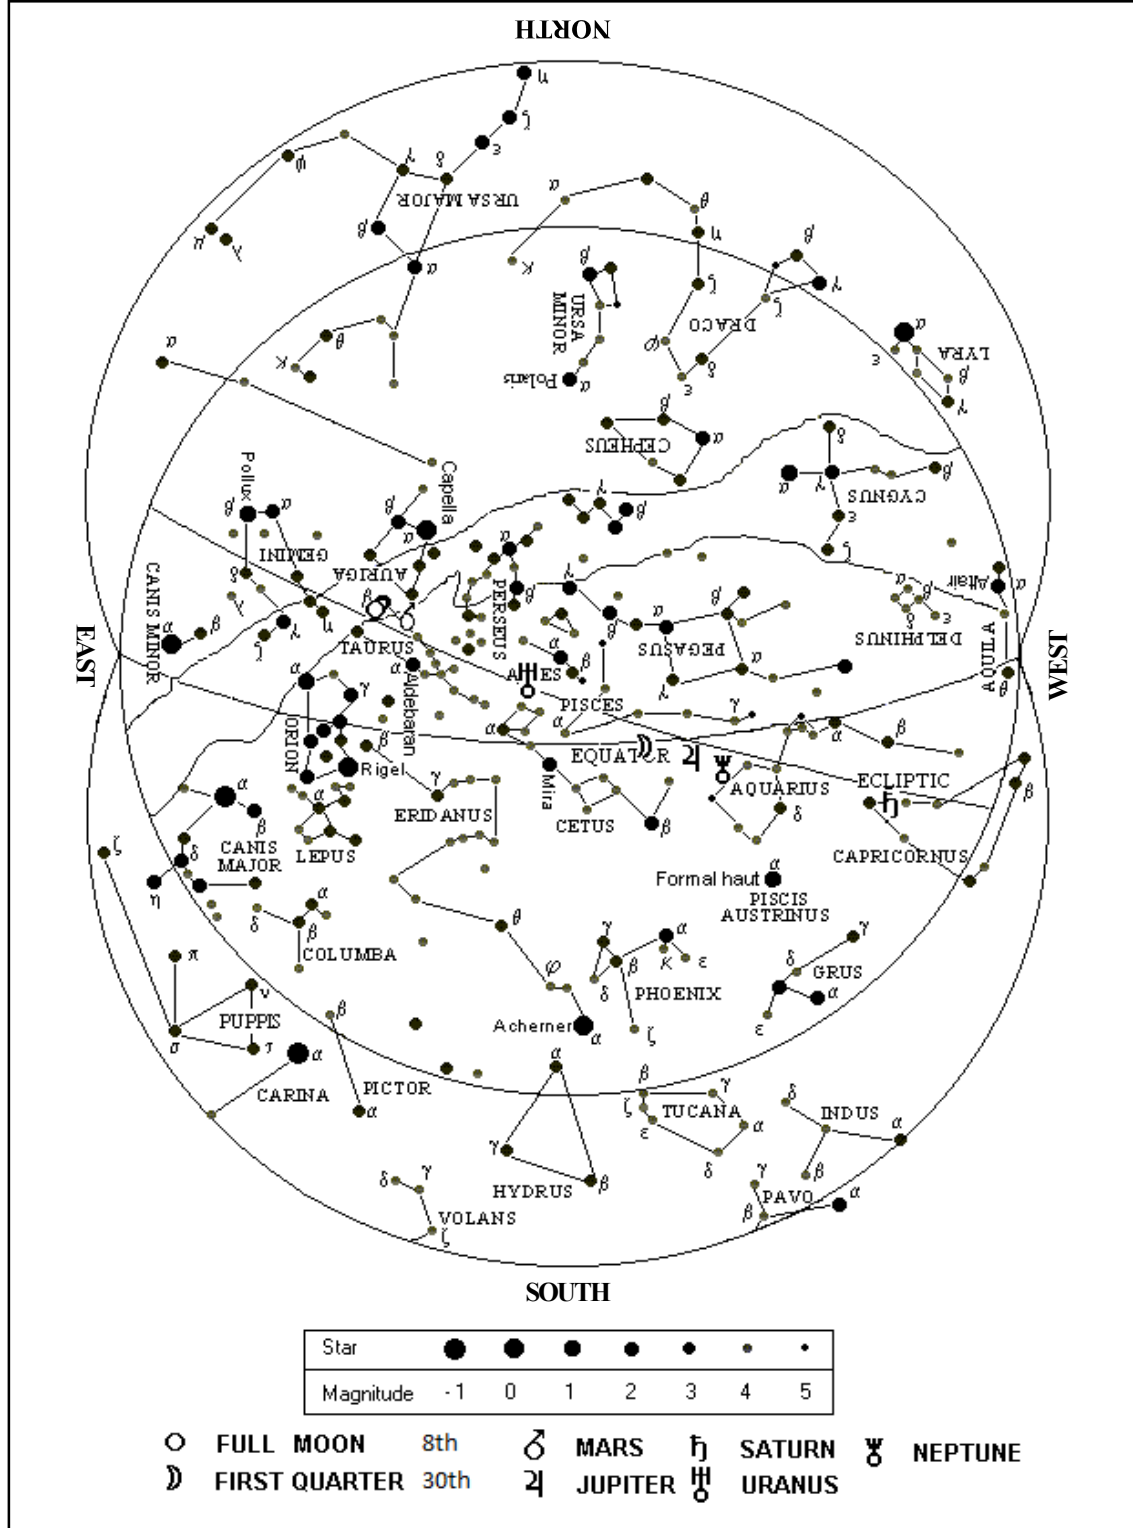 NORTH
η
ζ
ε
γ δ
ψ
URSA MAJOR
α
θ
μ λ
β
η
α
κ
β
β
γ
URSA MINOR
ζ
ζ
DRACO
α
α
θ
φ
LYRA
ε
κ
δ
β
Polaris α
ε
γ
β
CEPHEUS
α
δ
Pollux
Capella
β
α
γ
α γ
CYGNUS
β
α
β
β
ε
GEMINI
α
α
ζ
CANIS MINOR
AURIGA
δ
β
PERSEUS
β
γ
α
Altair
α
λ
η
β
β
α β
δ ε
DELPHINUS
γ
EAST
α
β
ζ
TAURUS
PEGASUS
AQUILA
WEST
α
Aldebaran
ARIES
β
α
γ
θ
α
γ
PISCES
γ
ORION
α
α
α
β
β
EQUATOR
Rigel
Mira
ECLIPTIC
α
α
γ
AQUARIUS
β
β
ERIDANUS
CETUS
β
δ
ζ
CANIS MAJOR
LEPUS
CAPRICORNUS
δ
α
η
Formal haut
PISCIS AUSTRINUS
δ
α
β
θ
COLUMBA
γ
α
γ
π
β
κ ε
δ
GRUS
φ
δ
PHOENIX
α
ν
PUPPIS
β
Acherner
α
ζ
ε
σ
τ
α
CARINA
PICTOR
α
α
β
γ
δ
ζ
TUCANA
INDUS
ε
α
α
γ
δ
δ
γ
HYDRUS
β
γ
β
PAVO
α
VOLANS
β
ζ
SOUTH
Star
Magnitude -1 0 1 2 3 4 5
FULL MOON 8th MARS SATURN NEPTUNE
FIRST QUARTER 30th JUPITER URANUS